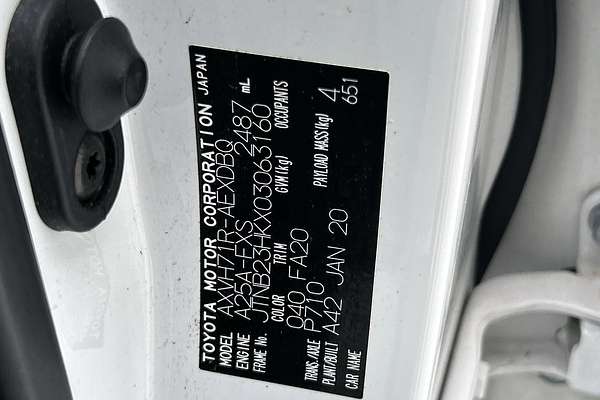 TOYOTA MOTOR CORPORATION JAPAN
MODEL AXVH71R-AEXDBQ
ENGINE A25A-FXS 2487 mL
FRAME No. JTNB23HKX03063160
COLOR TRIM GVM(kg) OCCUPANTS
040 FA20 4
TRANS./AXLE P710 PAYLOAD MASS(kg) 651
PLANT/BUILT A42 JAN 20
CAR NAME